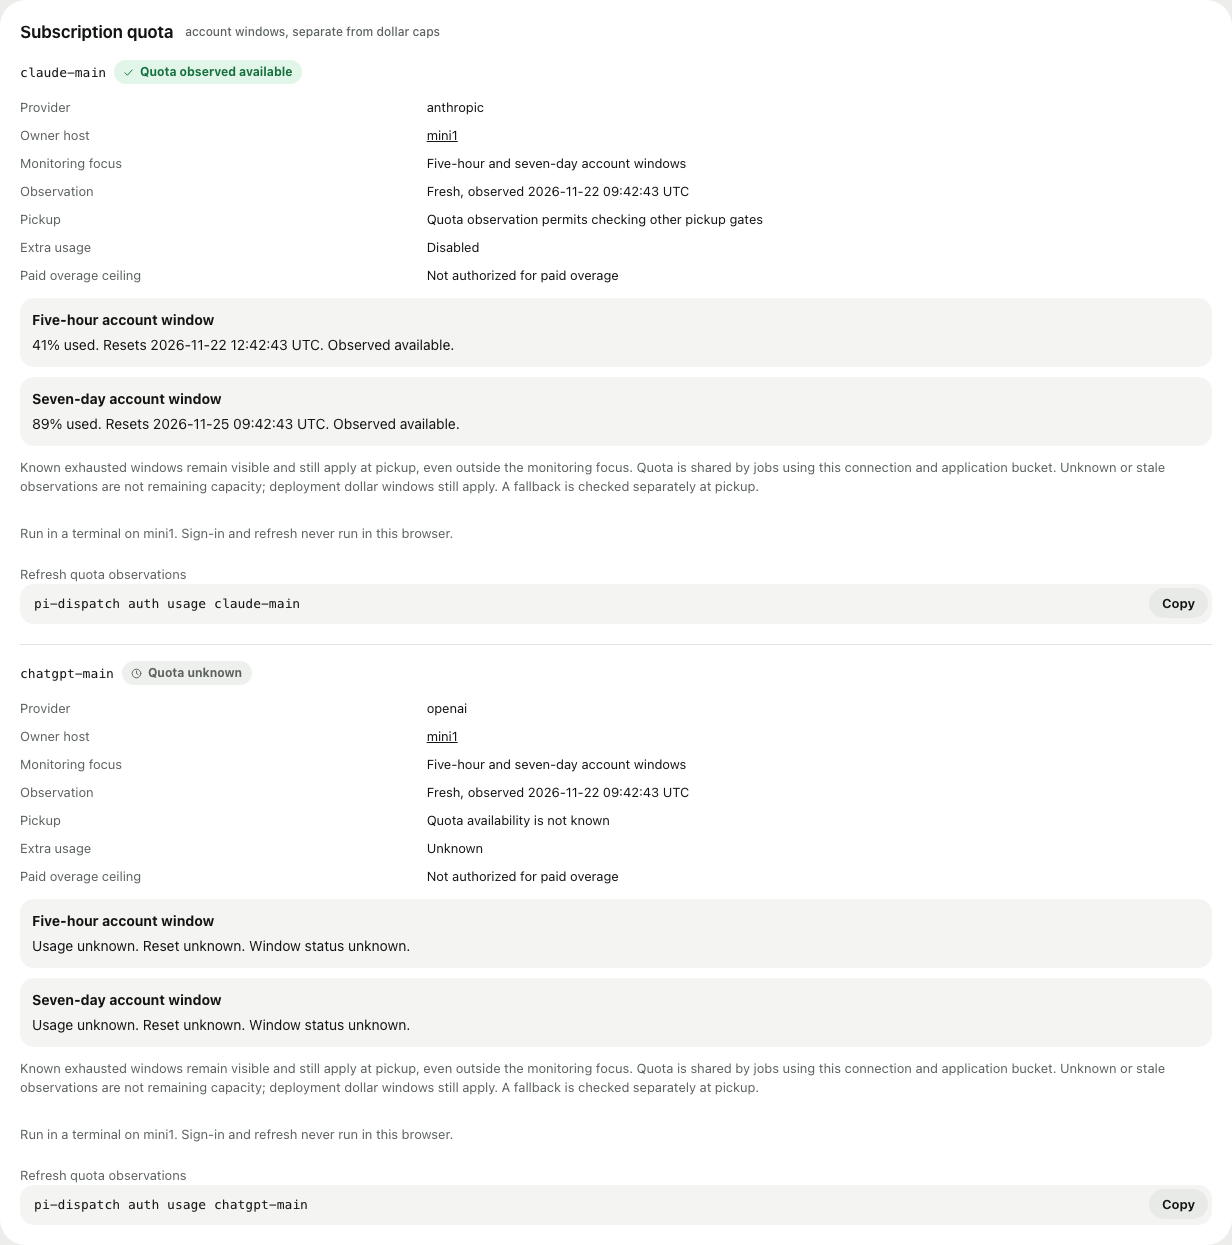 Subscription quota account windows, separate from dollar caps
claude-main Quota observed available
Provider anthropic
Owner host mini1
Monitoring focus Five-hour and seven-day account windows
Observation Fresh, observed 2026-11-22 09:42:43 UTC
Pickup Quota observation permits checking other pickup gates
Extra usage Disabled
Paid overage ceiling Not authorized for paid overage
Five-hour account window
41% used. Resets 2026-11-22 12:42:43 UTC. Observed available.
Seven-day account window
89% used. Resets 2026-11-25 09:42:43 UTC. Observed available.
Known exhausted windows remain visible and still apply at pickup, even outside the monitoring focus. Quota is shared by jobs using this connection and application bucket. Unknown or stale
observations are not remaining capacity; deployment dollar windows still apply. A fallback is checked separately at pickup.
Run in a terminal on mini1. Sign-in and refresh never run in this browser.
Refresh quota observations
pi-dispatch auth usage claude-main Copy
chatgpt-main Quota unknown
Provider openai
Owner host mini1
Monitoring focus Five-hour and seven-day account windows
Observation Fresh, observed 2026-11-22 09:42:43 UTC
Pickup Quota availability is not known
Extra usage Unknown
Paid overage ceiling Not authorized for paid overage
Five-hour account window
Usage unknown. Reset unknown. Window status unknown.
Seven-day account window
Usage unknown. Reset unknown. Window status unknown.
Known exhausted windows remain visible and still apply at pickup, even outside the monitoring focus. Quota is shared by jobs using this connection and application bucket. Unknown or stale
observations are not remaining capacity; deployment dollar windows still apply. A fallback is checked separately at pickup.
Run in a terminal on mini1. Sign-in and refresh never run in this browser.
Refresh quota observations
pi-dispatch auth usage chatgpt-main Copy